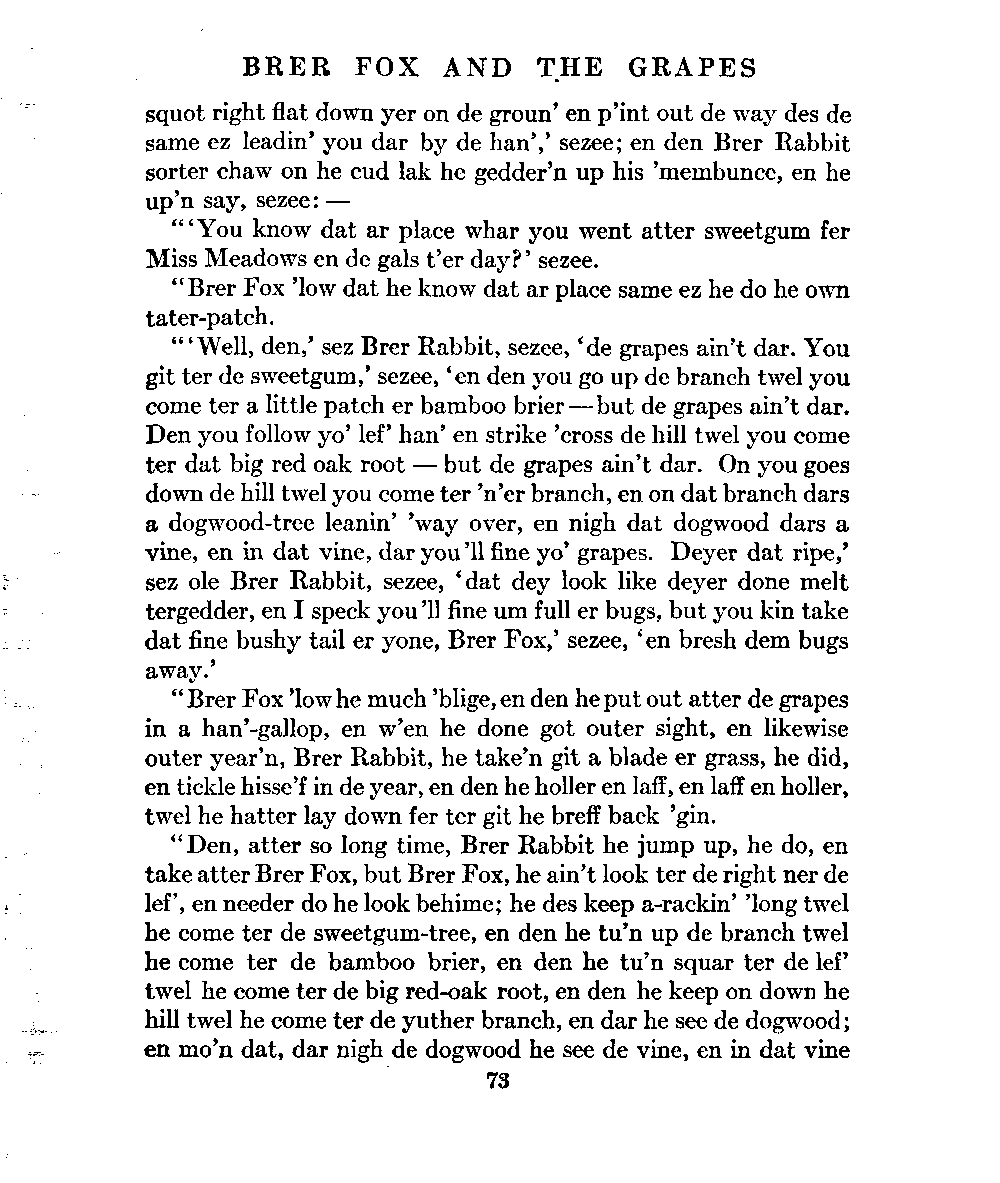 BRER FOX AND THE GRAPES
squot right flat down yer on de groun’ en p’int out de way des de
same ez leadin’ you dar by de han’,’ sezee; en den Brer Rabbit
sorter chaw on he cud lak he gedder’n up his ’membunce, en he
up’n say, sezee: —
“‘You know dat ar place whar you went atter sweetgum fer
Miss Meadows en de gals t’er day?’ sezee.
“Brer Fox ’low dat he know dat ar place same ez he do he own
tater-patch.
“‘Well, den,’ sez Brer Rabbit, sezee, ‘de grapes ain’t dar. You
git ter de sweetgum,’ sezee, ‘en den you go up de branch twel you
come ter a little patch er bamboo brier—but de grapes ain’t dar.
Den you follow yo’ lef’ han’ en strike ’cross de hill twel you come
ter dat big red oak root — but de grapes ain’t dar. On you goes
down de hill twel you come ter ’n’er branch, en on dat branch dars
a dogwood-tree leanin’ ’way over, en nigh dat dogwood dars a
vine, en in dat vine, dar you’ll fine yo’ grapes. Deyer dat ripe,’
sez ole Brer Rabbit, sezee, ‘dat dey look like deyer done melt
tergedder, en I speck you’ll fine um full er bugs, but you kin take
dat fine bushy tail er yone, Brer Fox,’ sezee, ‘en bresh dem bugs
away.’
“Brer Fox ’low he much ’blige, en den he put out atter de grapes
in a han’-gallop, en w’en he done got outer sight, en likewise
outer year’n, Brer Rabbit, he take’n git a blade er grass, he did,
en tickle hisse’f in de year, en den he holler en laff, en laff en holler,
twel he hatter lay down fer ter git he breff back ’gin.
“Den, atter so long time, Brer Rabbit he jump up, he do, en
take atter Brer Fox, but Brer Fox, he ain’t look ter de right ner de
lef’, en needer do he look behime; he des keep a-rackin’ ’long twel
he come ter de sweetgum-tree, en den he tu’n up de branch twel
he come ter de bamboo brier, en den he tu’n squar ter de lef’
twel he come ter de big red-oak root, en den he keep on down he
hill twel he come ter de yuther branch, en dar he see de dogwood;
en mo’n dat, dar nigh de dogwood he see de vine, en in dat vine
73